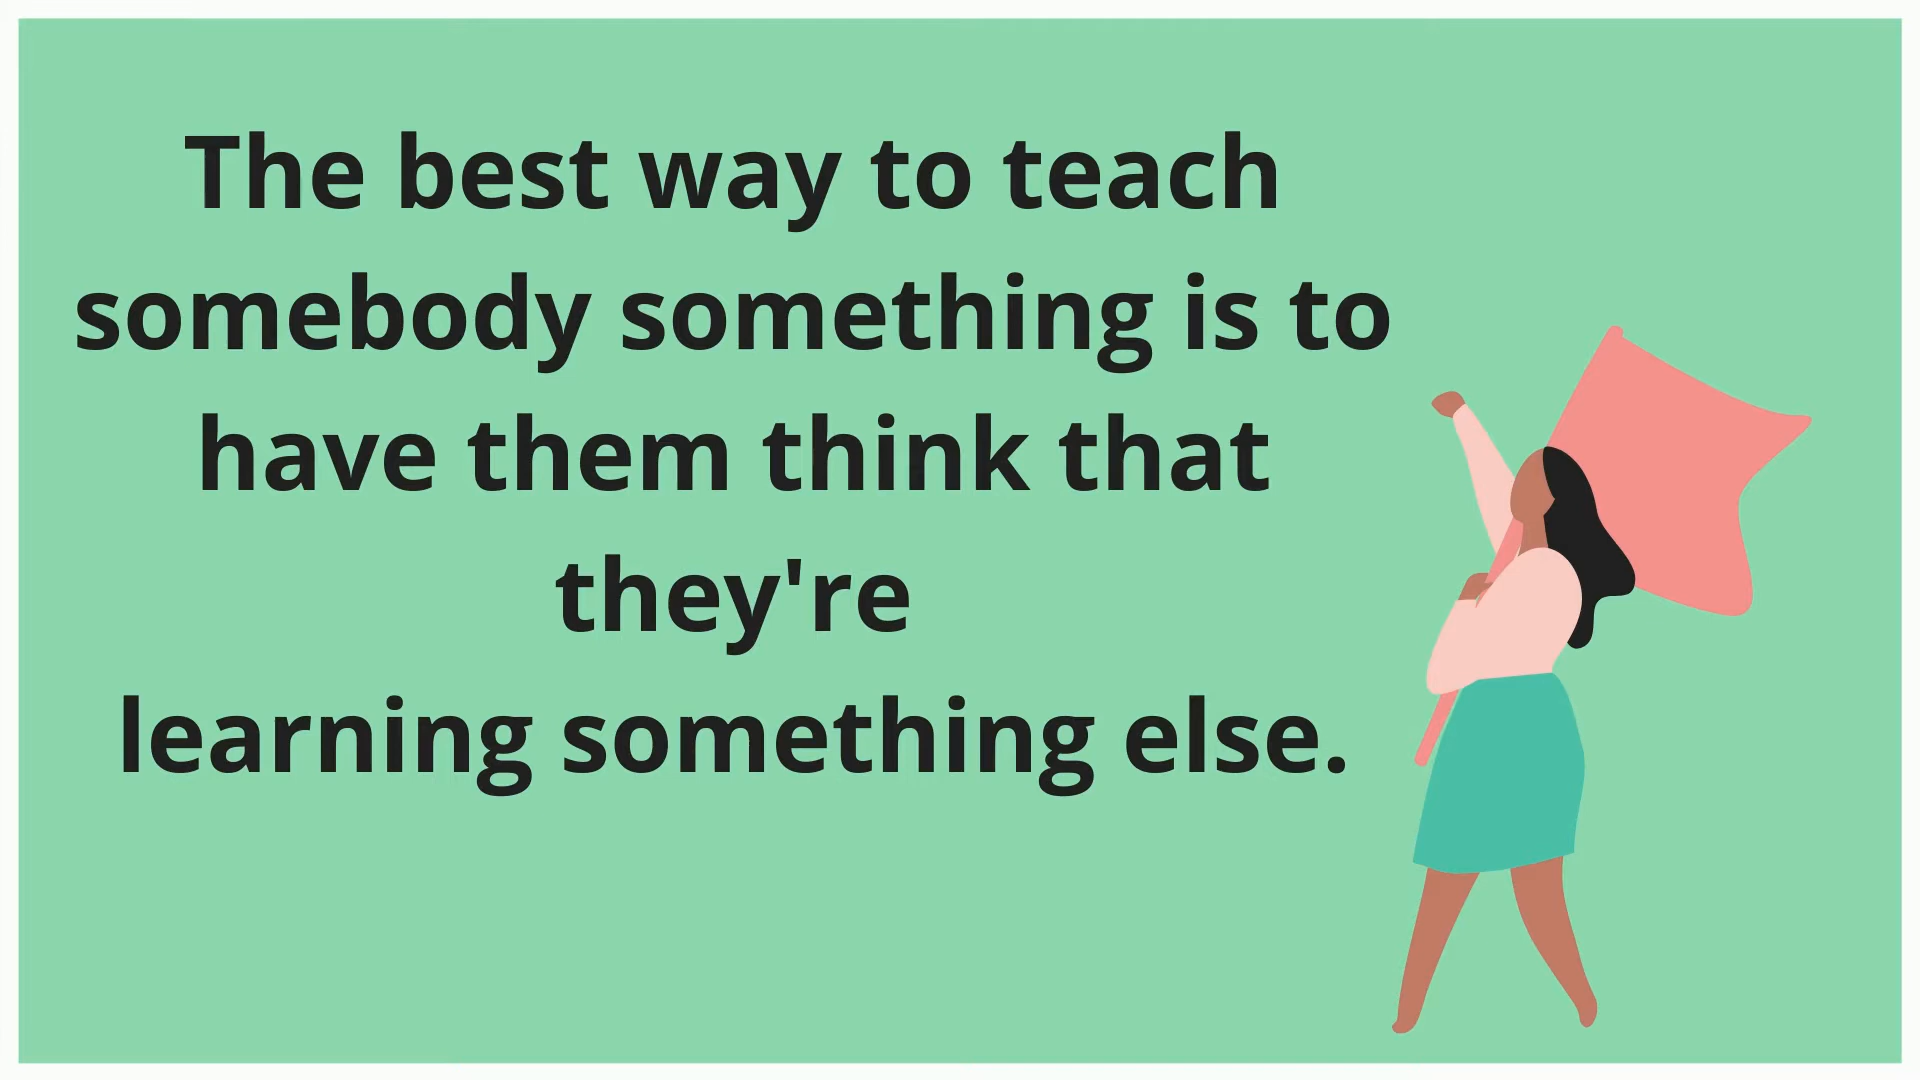 The best way to teach
somebody something is to
have them think that
they're
learning something else.